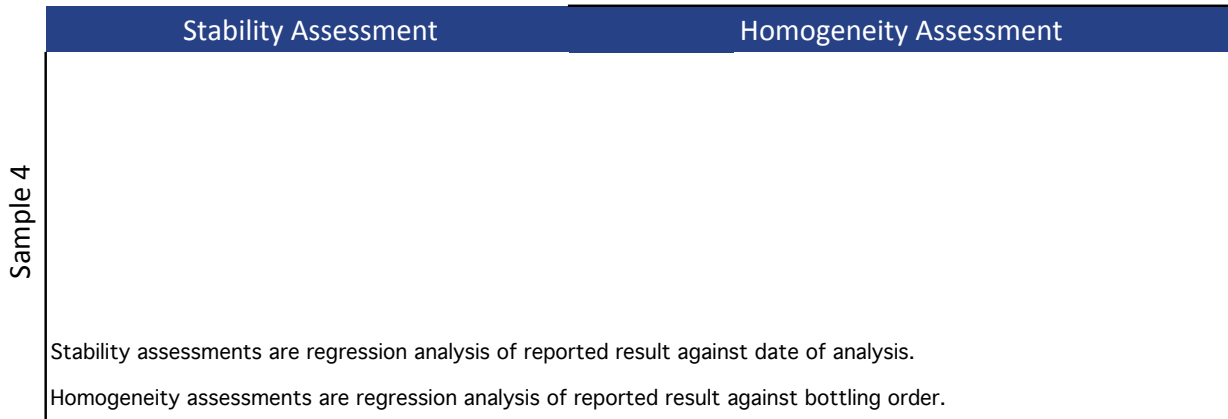 Stability Assessment
Homogeneity Assessment
Sample 4
Stability assessments are regression analysis of reported result against date of analysis.
Homogeneity assessments are regression analysis of reported result against bottling order.